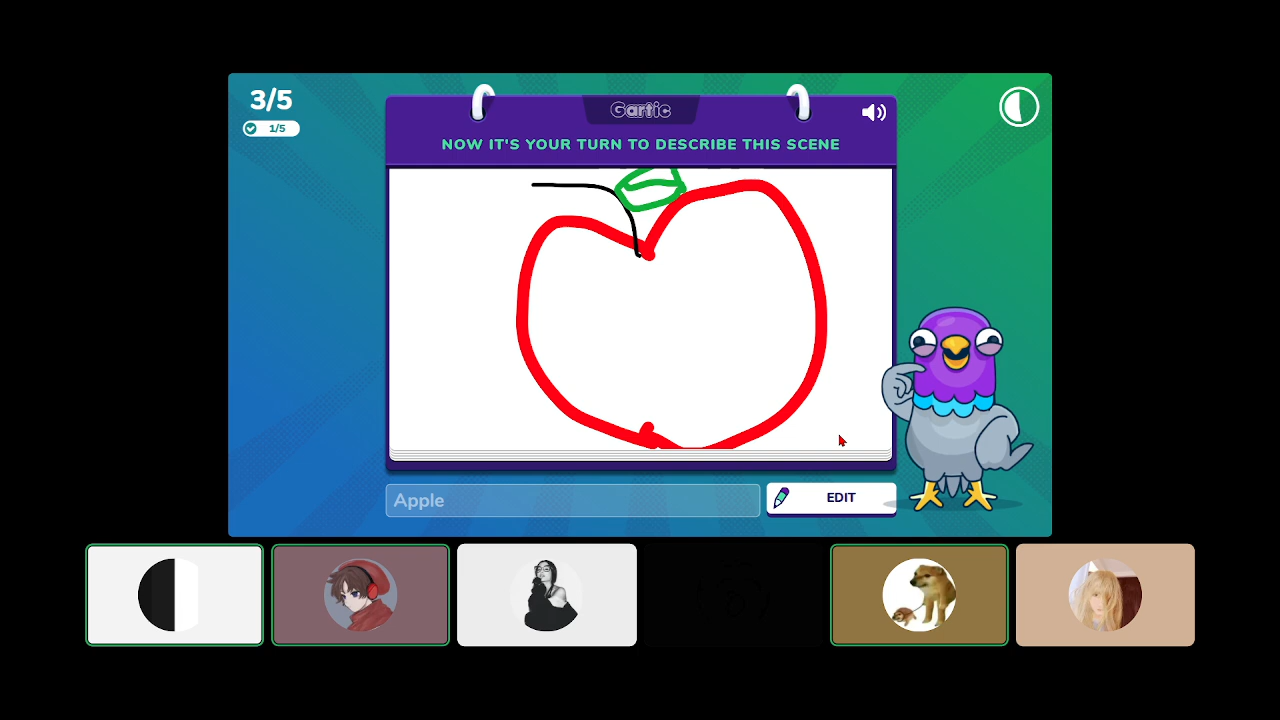 3/5
1/5
Gartic
NOW IT'S YOUR TURN TO DESCRIBE THIS SCENE
Apple
EDIT